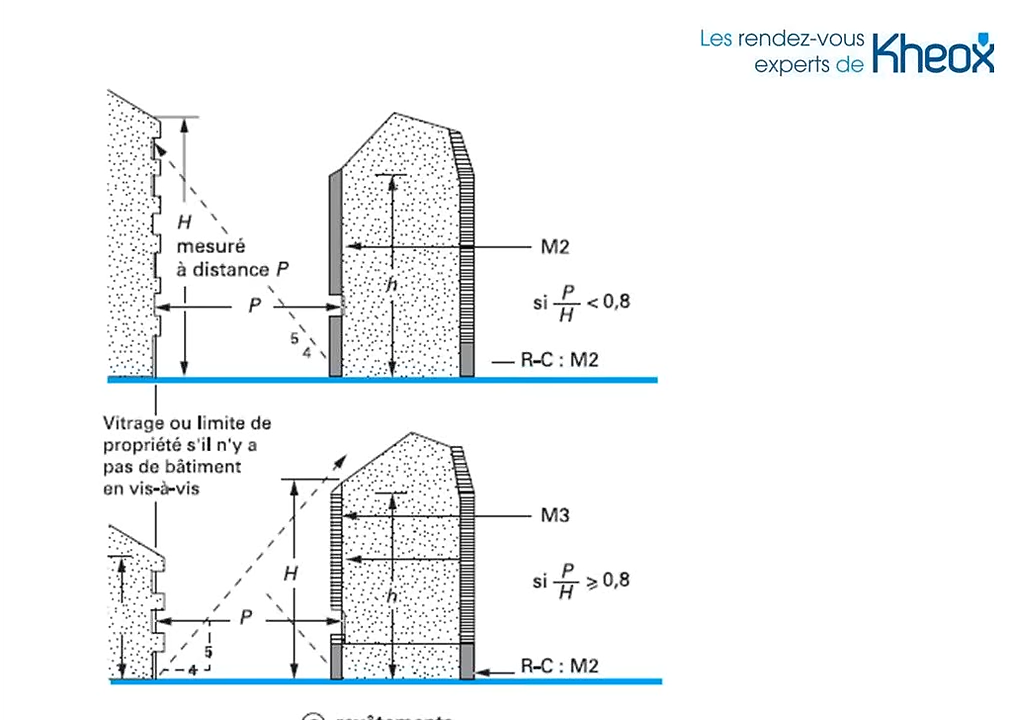 Les rendez-vous
experts de Kheox
H
mesuré
à distance P
h
M2
P
si P/H < 0,8
5
4
R-C : M2
Vitrage ou limite de
propriété s'il n'y a
pas de bâtiment
en vis-à-vis
M3
H
si P/H ⩾ 0,8
h
P
5
4
R-C : M2